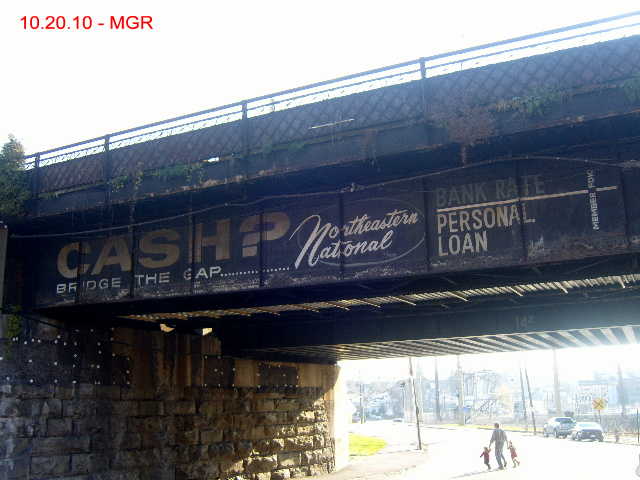 10.20.10 - MGR
CASH?
BRIDGE THE GAP..............
Northeastern
National
BANK RATE
PERSONAL
LOAN
MEMBER FDIC